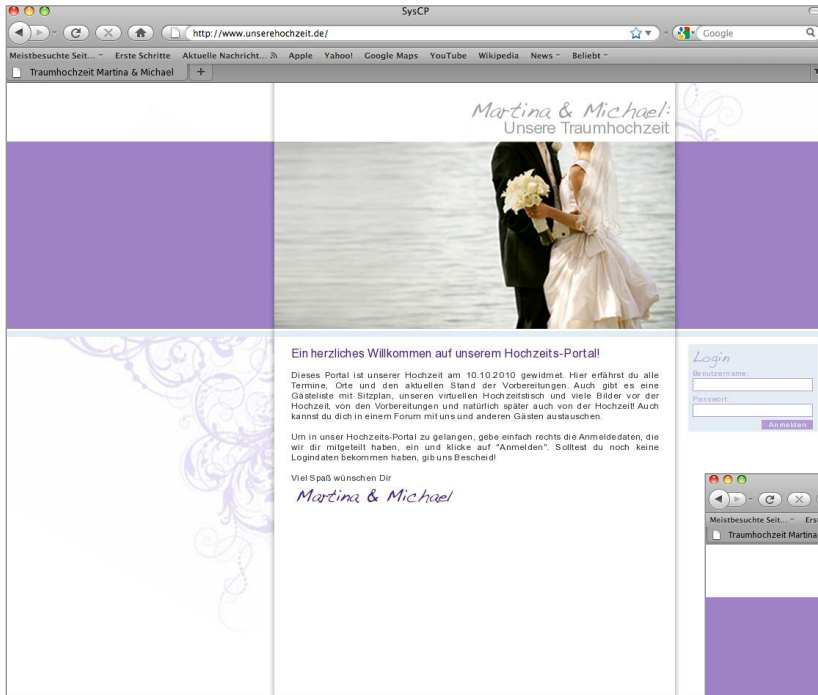 SysCP
http://www.unserehochzeit.de/
Google
Meistbesuchte Seit... Erste Schritte Aktuelle Nachricht... Apple Yahoo! Google Maps YouTube Wikipedia News Beliebt
Traumhochzeit Martina & Michael +
Martina & Michael:
Unsere Traumhochzeit
Ein herzliches Willkommen auf unserem Hochzeits-Portal!
Dieses Portal ist unserer Hochzeit am 10.10.2010 gewidmet. Hier erfährst du alle
Termine, Orte und den aktuellen Stand der Vorbereitungen. Auch gibt es eine
Gästeliste mit Sitzplan, unseren virtuellen Hochzeitstisch und viele Bilder vor der
Hochzeit, von den Vorbereitungen und natürlich später auch von der Hochzeit! Auch
kannst du dich in einem Forum mit uns und anderen Gästen austauschen.
Um in unser Hochzeits-Portal zu gelangen, gebe einfach rechts die Anmeldedaten, die
wir dir mitgeteilt haben, ein und klicke auf "Anmelden". Solltest du noch keine
Logindaten bekommen haben, gib uns Bescheid!
Viel Spaß wünschen Dir
Martina & Michael
Login
Benutzername:
Passwort:
Anmelden
Meistbesuchte Seit... Ers
Traumhochzeit Martina